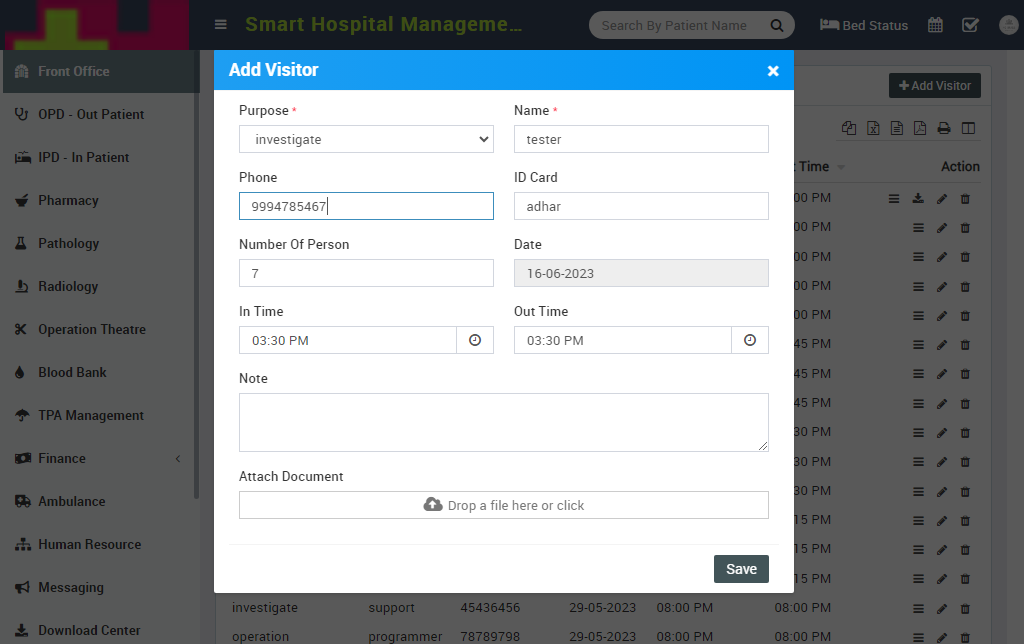 Smart Hospital Manageme...
Search By Patient Name
Bed Status
Front Office
OPD - Out Patient
IPD - In Patient
Pharmacy
Pathology
Radiology
Operation Theatre
Blood Bank
TPA Management
Finance
Ambulance
Human Resource
Messaging
Download Center
Add Visitor
×
Purpose *
Name *
investigate
tester
Phone
ID Card
9994785467
adhar
Number Of Person
Date
7
16-06-2023
In Time
Out Time
03:30 PM
03:30 PM
Note
Attach Document
Drop a file here or click
Save
+ Add Visitor
Time
Action
00 PM
00 PM
00 PM
00 PM
00 PM
45 PM
45 PM
45 PM
30 PM
30 PM
30 PM
15 PM
15 PM
15 PM
investigate support 45436456 29-05-2023 08:00 PM 08:00 PM
operation programmer 78789798 29-05-2023 08:00 PM 08:00 PM